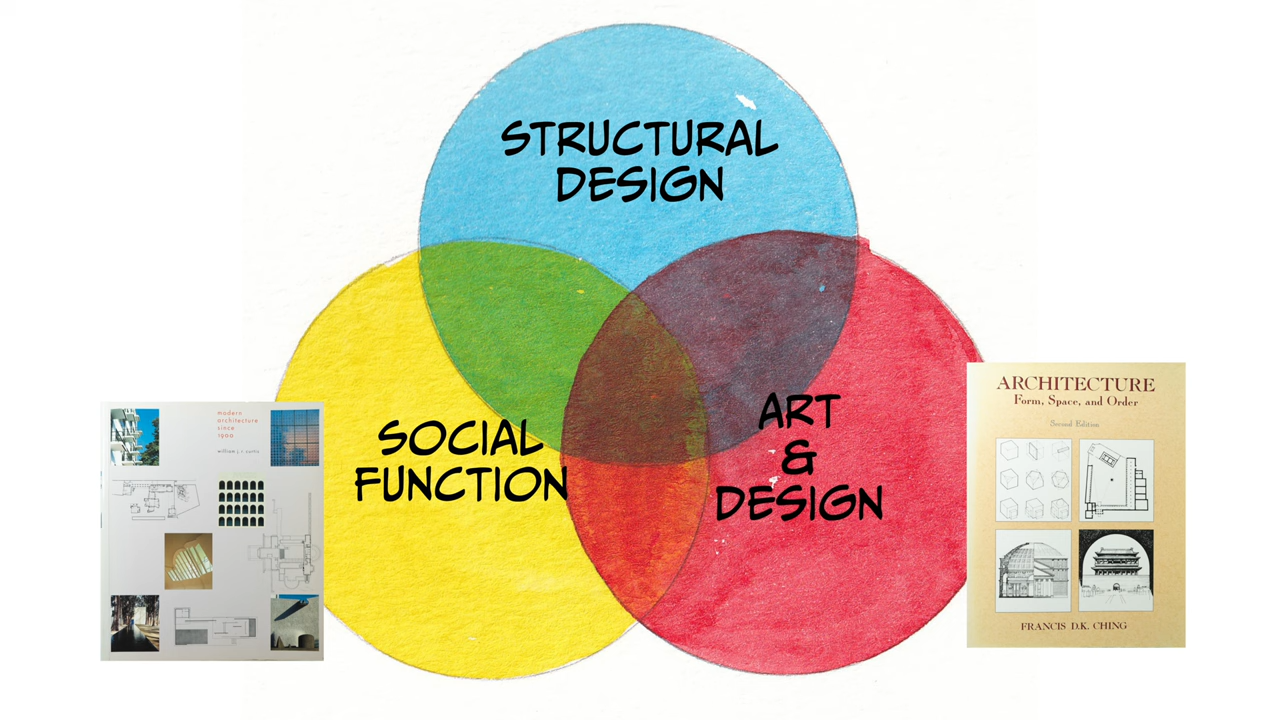 STRUCTURAL
DESIGN
SOCIAL
FUNCTION
ART
&
DESIGN
modern
architecture
since
1900
william j.r. curtis
ARCHITECTURE
Form, Space, and Order
Second Edition
FRANCIS D.K. CHING